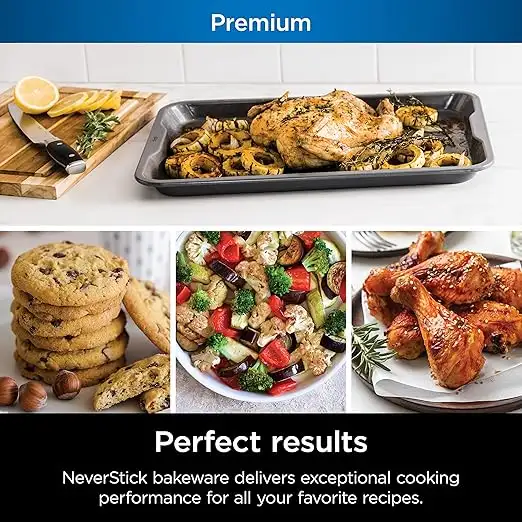 Premium
Perfect results
NeverStick bakeware delivers exceptional cooking
performance for all your favorite recipes.